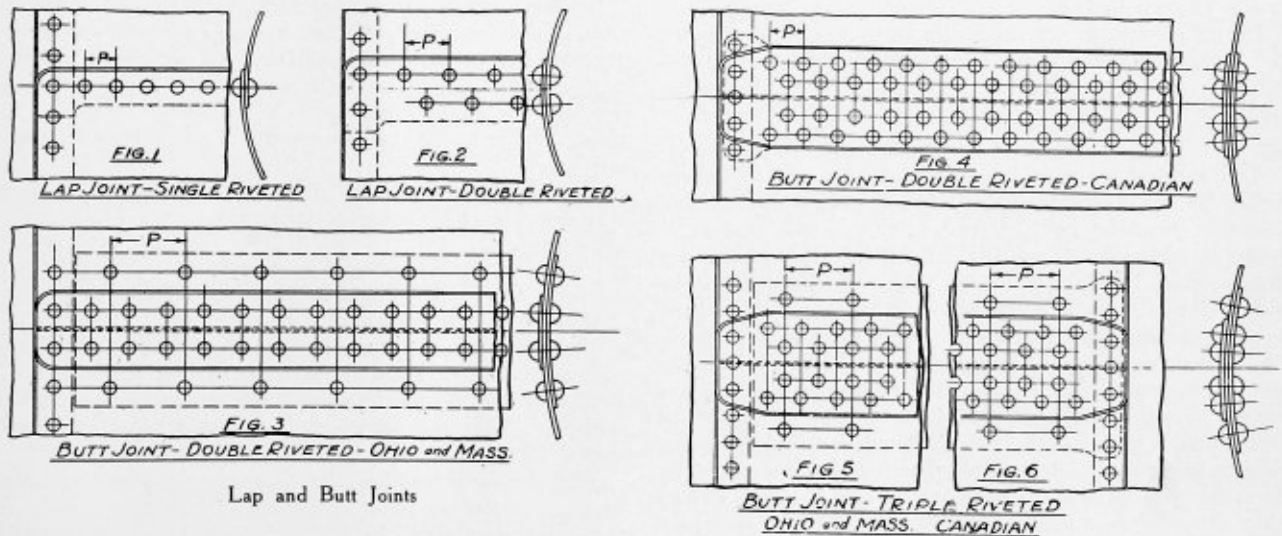 P
FIG.1
LAP JOINT-SINGLE RIVETED
P
FIG.2
LAP JOINT-DOUBLE RIVETED
P
FIG. 3
BUTT JOINT- DOUBLE RIVETED - OHIO and MASS.
Lap and Butt Joints
P
FIG 4
BUTT JOINT- DOUBLE RIVETED-CANADIAN
P
FIG 5
P
FIG.6
BUTT JOINT - TRIPLE RIVETED
OHIO and MASS. CANADIAN